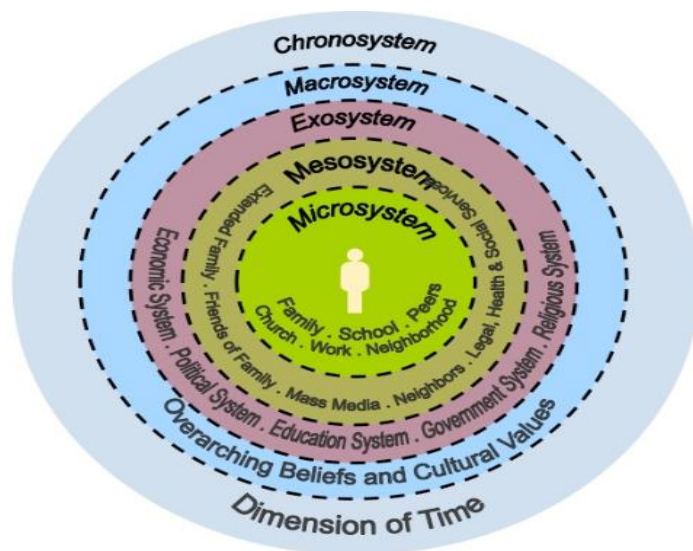 Chronosystem
Macrosystem
Exosystem
Mesosystem
Microsystem
Family . School . Peers
Church . Work . Neighborhood
Extended Family . Friends of Family . Mass Media . Neighbors . Legal, Health & Social Services
Economic System . Political System . Education System . Government System . Religious System
Overarching Beliefs and Cultural Values
Dimension of Time